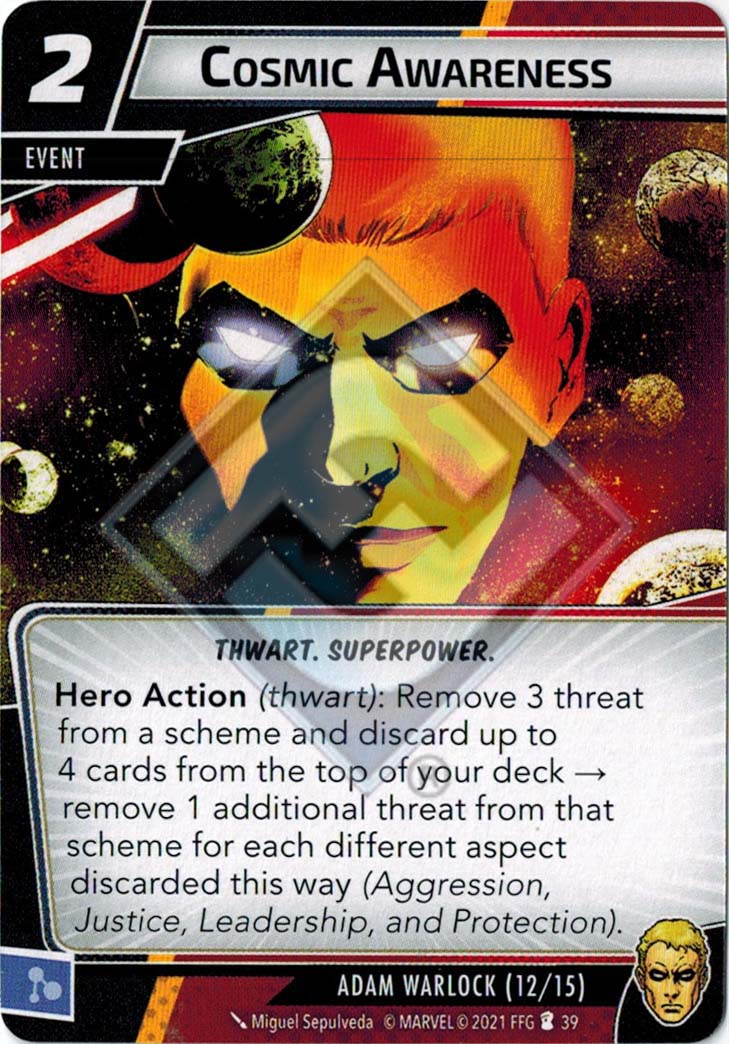 2
COSMIC AWARENESS
EVENT
THWART. SUPERPOWER.
Hero Action (thwart): Remove 3 threat
from a scheme and discard up to
4 cards from the top of your deck →
remove 1 additional threat from that
scheme for each different aspect
discarded this way (Aggression,
Justice, Leadership, and Protection).
ADAM WARLOCK (12/15)
Miguel Sepulveda © MARVEL © 2021 FFG 39